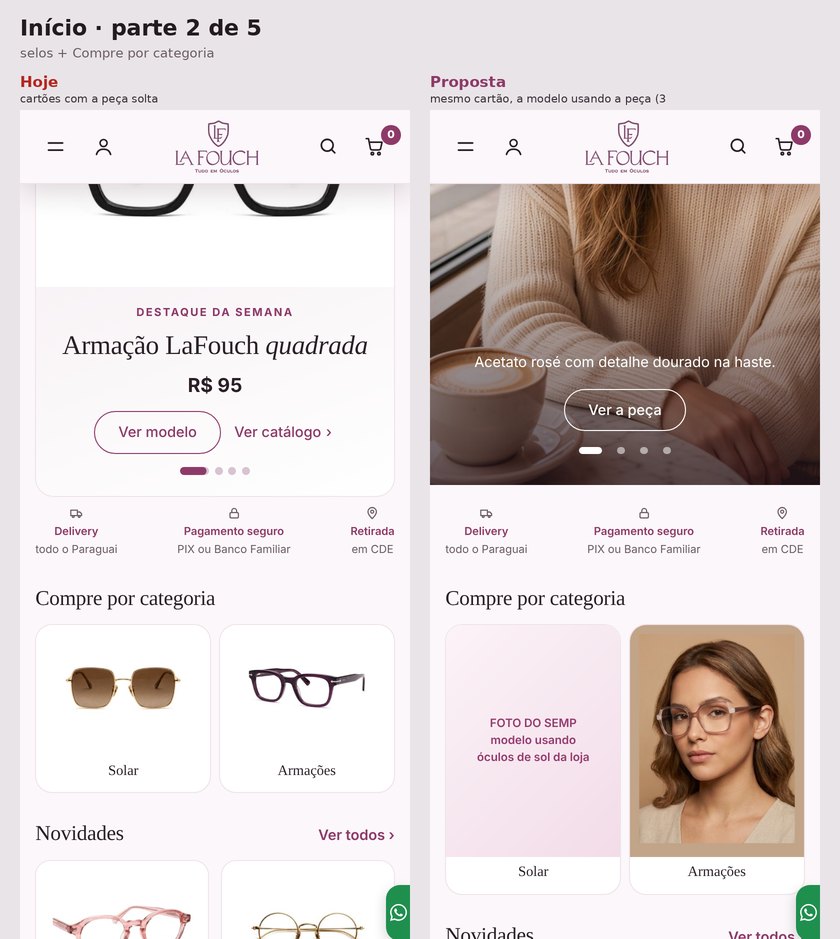 Início · parte 2 de 5
selos + Compre por categoria
Hoje
cartões com a peça solta
LF
LA FOUCH
TUDO EM ÓCULOS
0
DESTAQUE DA SEMANA
Armação LaFouch quadrada
R$ 95
Ver modelo
Ver catálogo ›
Delivery
todo o Paraguai
Pagamento seguro
PIX ou Banco Familiar
Retirada
em CDE
Compre por categoria
Solar
Armações
Novidades
Ver todos ›
Proposta
mesmo cartão, a modelo usando a peça (3
LF
LA FOUCH
TUDO EM ÓCULOS
0
Acetato rosé com detalhe dourado na haste.
Ver a peça
Delivery
todo o Paraguai
Pagamento seguro
PIX ou Banco Familiar
Retirada
em CDE
Compre por categoria
FOTO DO SEMP
modelo usando
óculos de sol da loja
Solar
Armações
Novidades
Ver todos